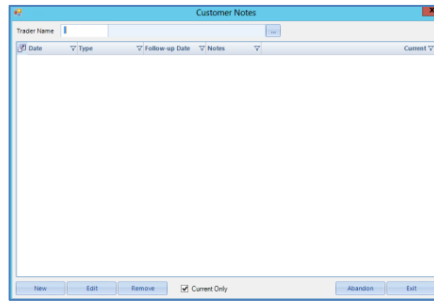 Customer Notes
Trader Name ...
Date Type Follow-up Date Notes Current
New Edit Remove Current Only Abandon Exit